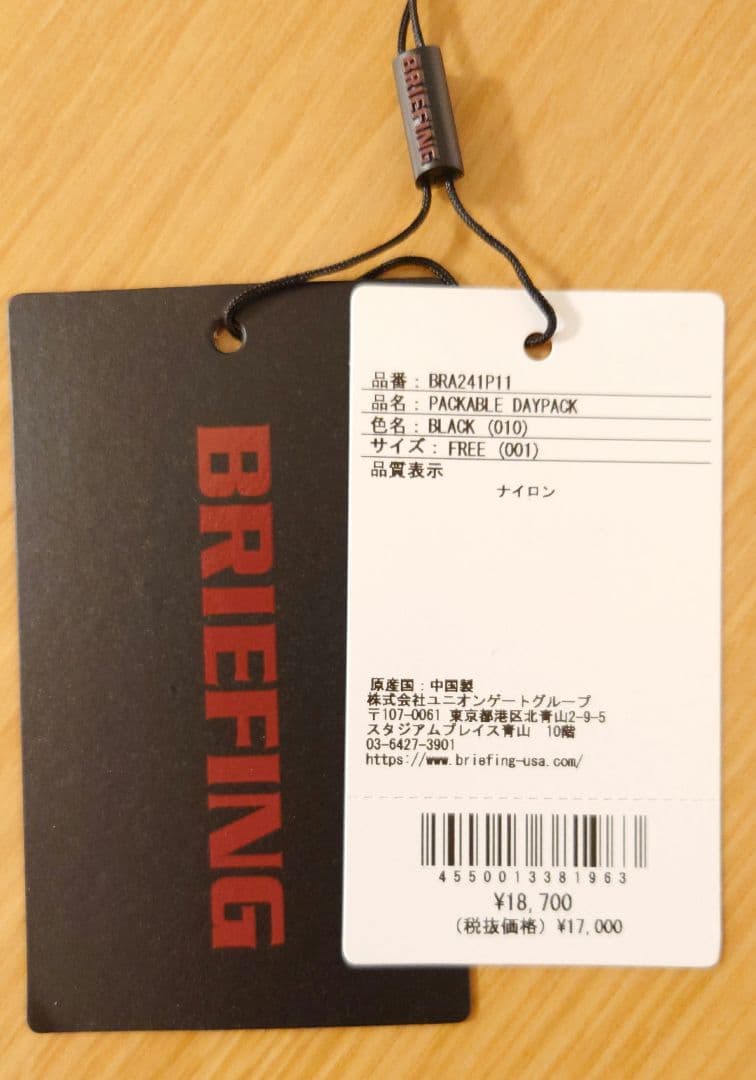 BRIEFING
BRIEFING
品番：BRA241P11
品名：PACKABLE DAYPACK
色名：BLACK (010)
サイズ：FREE (001)
品質表示
ナイロン
原産国：中国製
株式会社ユニオンゲートグループ
〒107-0061 東京都港区北青山2-9-5
スタジアムプレイス青山　10階
03-6427-3901
https://www.briefing-usa.com/
4550013381963
¥18,700
(税抜価格) ¥17,000